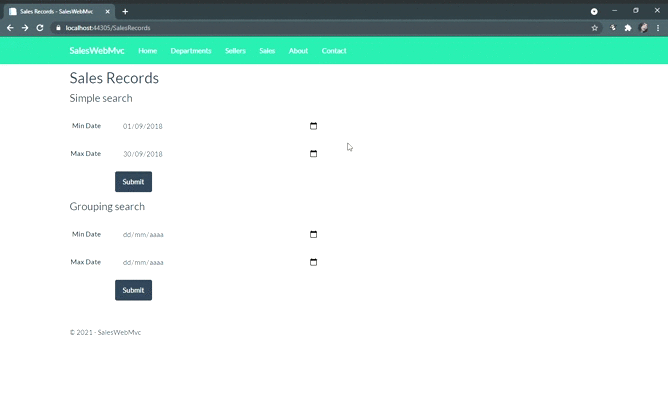 Sales Records - SalesWebMvc
localhost:44305/SalesRecords
SalesWebMvc Home Departments Sellers Sales About Contact
Sales Records
Simple search
Min Date 01/09/2018
Max Date 30/09/2018
Submit
Grouping search
Min Date dd/mm/aaaa
Max Date dd/mm/aaaa
Submit
© 2021 - SalesWebMvc